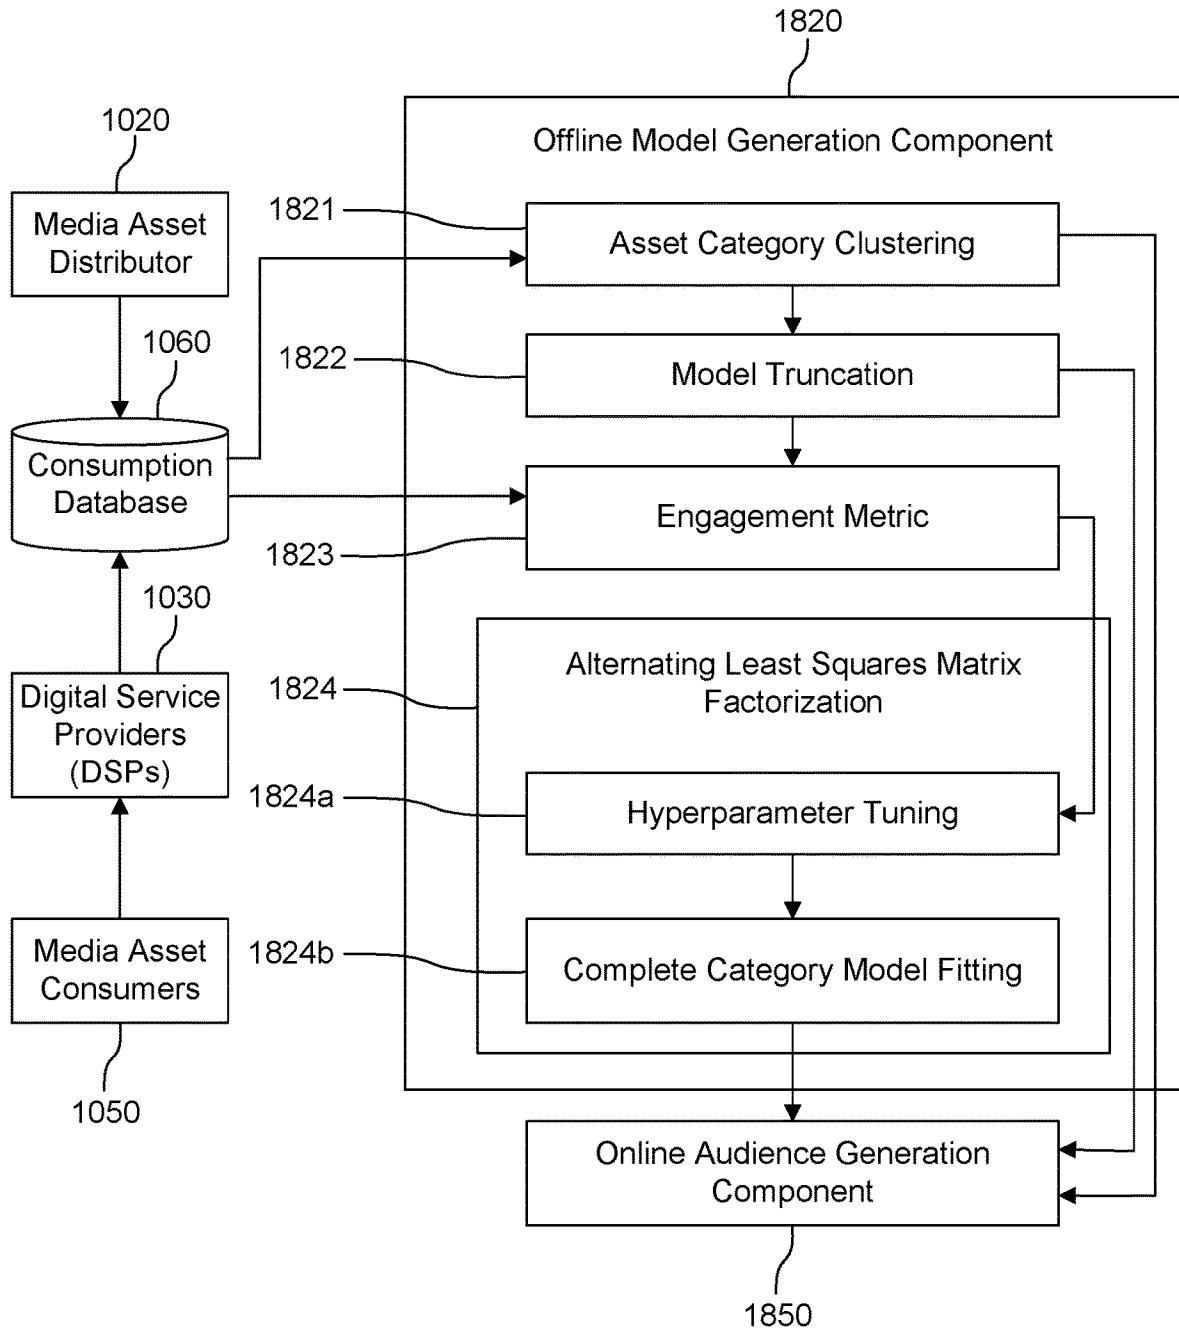 1820
Offline Model Generation Component
1020
Media Asset
Distributor
1821
Asset Category Clustering
1060
1822
Model Truncation
Consumption
Database
Engagement Metric
1823
1030
Digital Service
Providers
(DSPs)
1824
Alternating Least Squares Matrix
Factorization
1824a
Hyperparameter Tuning
Media Asset
Consumers
1824b
Complete Category Model Fitting
1050
Online Audience Generation
Component
1850